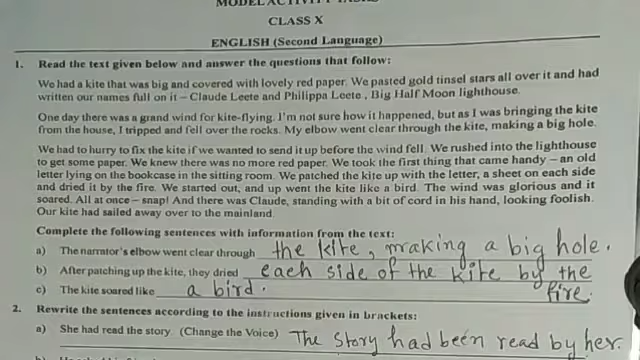 MODEL ACTIVITY TASKS
CLASS X
ENGLISH (Second Language)
1. Read the text given below and answer the questions that follow:
We had a kite that was big and covered with lovely red paper. We pasted gold tinsel stars all over it and had
written our names full on it – Claude Leete and Philippa Leete , Big Half Moon lighthouse.
One day there was a grand wind for kite-flying. I'm not sure how it happened, but as I was bringing the kite
from the house, I tripped and fell over the rocks. My elbow went clear through the kite, making a big hole.
We had to hurry to fix the kite if we wanted to send it up before the wind fell. We rushed into the lighthouse
to get some paper. We knew there was no more red paper. We took the first thing that came handy – an old
letter lying on the bookcase in the sitting room. We patched the kite up with the letter, a sheet on each side
and dried it by the fire. We started out, and up went the kite like a bird. The wind was glorious and it
soared. All at once – snap! And there was Claude, standing with a bit of cord in his hand, looking foolish.
Our kite had sailed away over to the mainland.
Complete the following sentences with information from the text:
a) The narrator's elbow went clear through the kite, making a big hole.
b) After patching up the kite, they dried each side of the kite by the
fire.
c) The kite soared like a bird.
2. Rewrite the sentences according to the instructions given in brackets:
a) She had read the story. (Change the Voice) The story had been read by her.